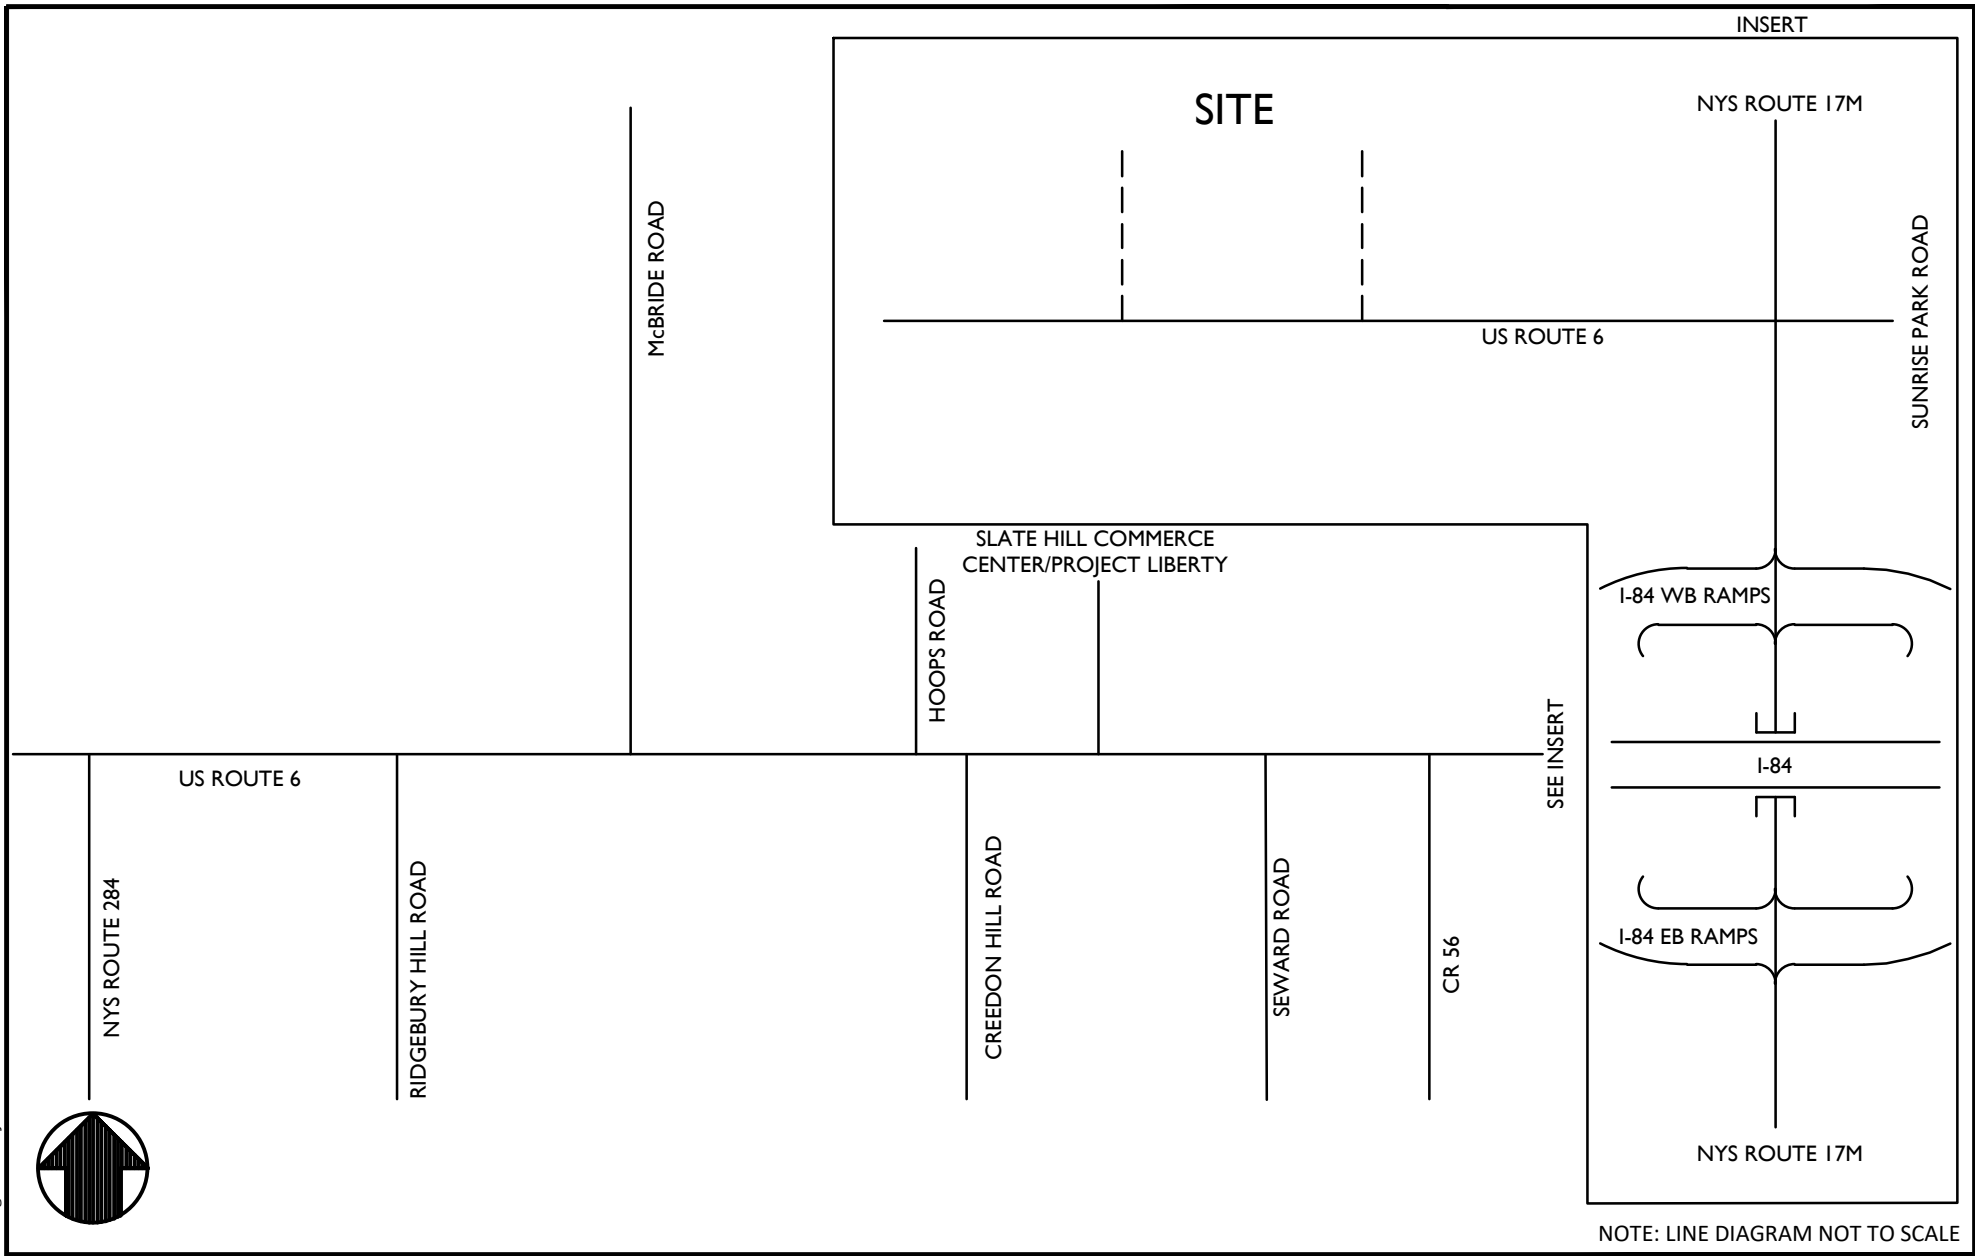 INSERT
SITE
NYS ROUTE 17M
McBRIDE ROAD
SUNRISE PARK ROAD
US ROUTE 6
SLATE HILL COMMERCE
CENTER/PROJECT LIBERTY
HOOPS ROAD
I-84 WB RAMPS
SEE INSERT
I-84
US ROUTE 6
NYS ROUTE 284
RIDGEBURY HILL ROAD
CREEDON HILL ROAD
SEWARD ROAD
CR 56
I-84 EB RAMPS
NYS ROUTE 17M
NOTE: LINE DIAGRAM NOT TO SCALE